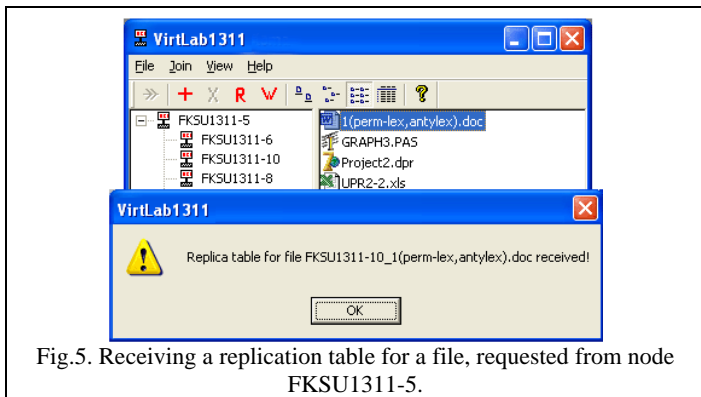 VirtLab1311
File Join View Help
R W
FKSU1311-5
FKSU1311-6
FKSU1311-10
FKSU1311-8
1(perm-lex,antylex).doc
GRAPH3.PAS
Project2.dpr
UPR2-2.xls
VirtLab1311
Replica table for file FKSU1311-10_1(perm-lex,antylex).doc received!
OK
Fig.5. Receiving a replication table for a file, requested from node
FKSU1311-5.